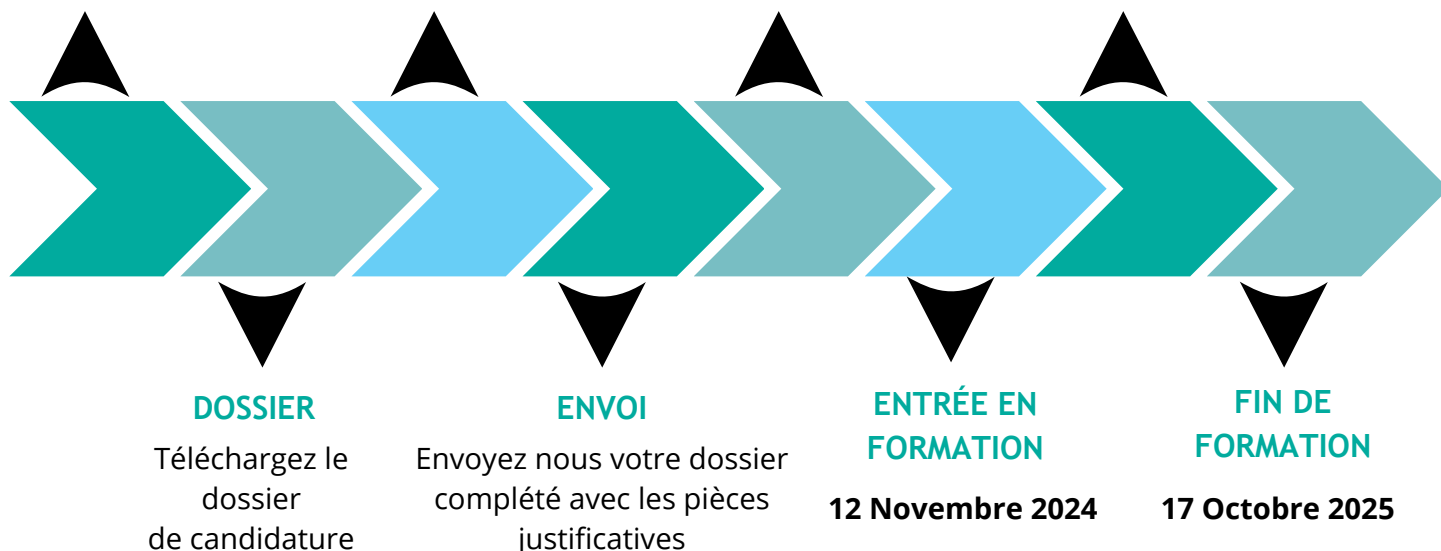 DOSSIER
Téléchargez le
dossier
de candidature
ENVOI
Envoyez nous votre dossier
complété avec les pièces
justificatives
ENTRÉE EN
FORMATION
12 Novembre 2024
FIN DE
FORMATION
17 Octobre 2025